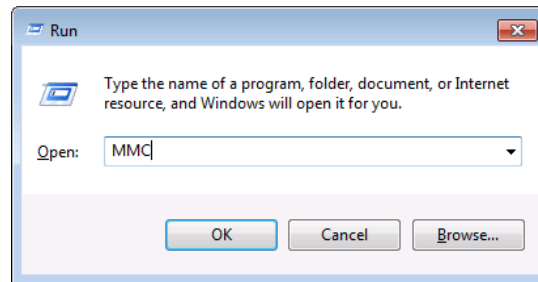 Run
Type the name of a program, folder, document, or Internet
resource, and Windows will open it for you.
Open: MMC
OK Cancel Browse...